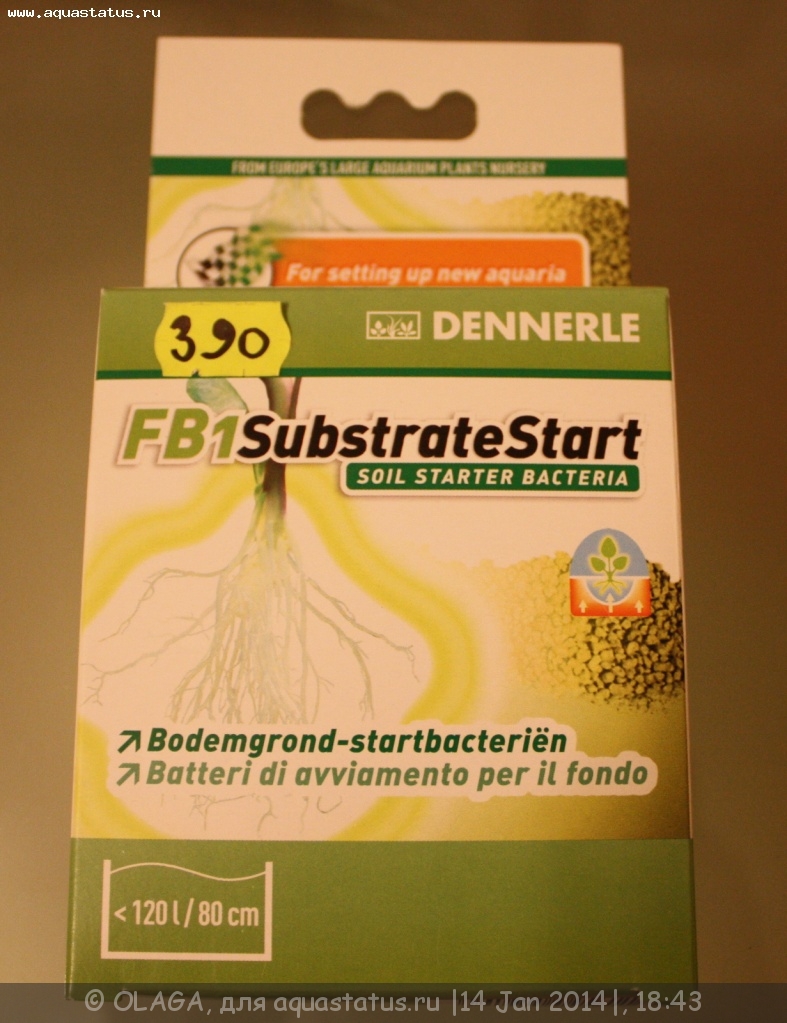 www.aquastatus.ru
FROM EUROPE'S LARGE AQUARIUM PLANTS NURSERY
For setting up new aquaria
390
DENNERLE
FB1SubstrateStart
SOIL STARTER BACTERIA
Bodemgrond-startbacteriën
Batteri di avviamento per il fondo
< 120 l / 80 cm
© OLAGA, для aquastatus.ru |14 Jan 2014|, 18:43